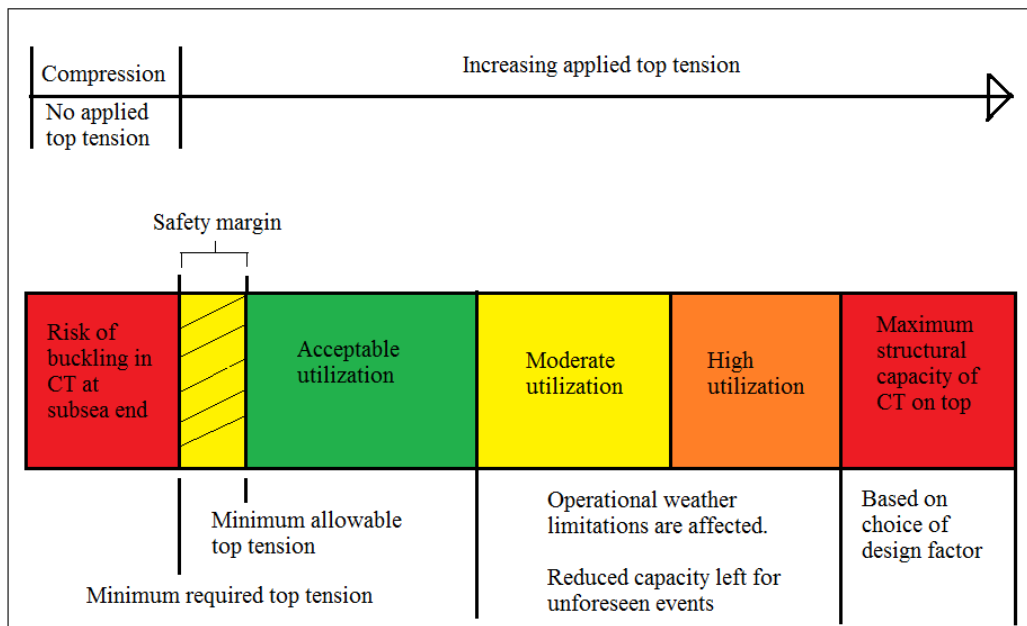 Compression
No applied
top tension
Increasing applied top tension
Safety margin
Risk of
buckling in
CT at
subsea end
Acceptable
utilization
Moderate
utilization
High
utilization
Maximum
structural
capacity of
CT on top
Minimum allowable
top tension
Minimum required top tension
Operational weather
limitations are affected.
Reduced capacity left for
unforeseen events
Based on
choice of
design factor